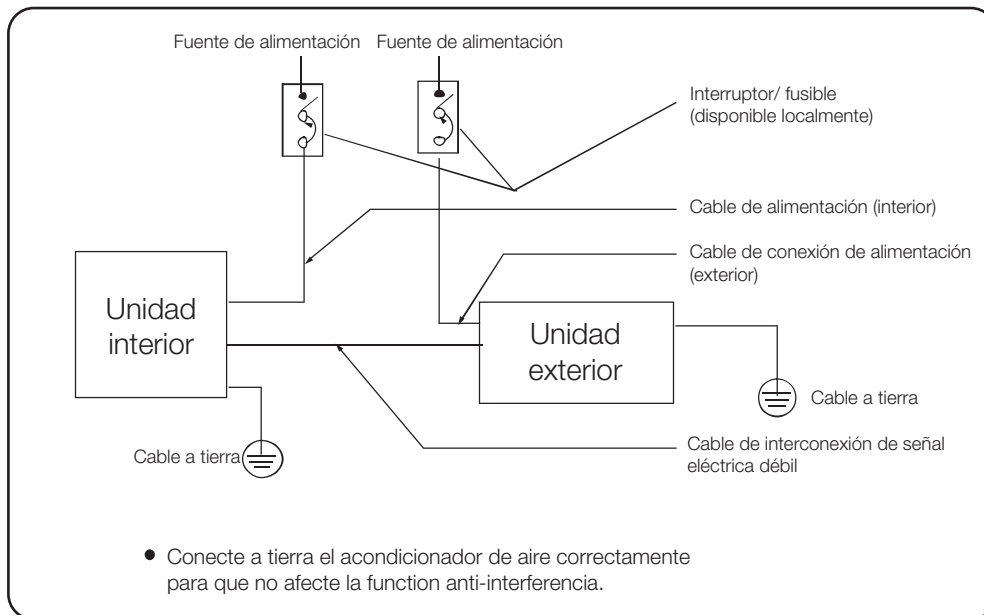 Fuente de alimentación
Fuente de alimentación
Interruptor/ fusible
(disponible localmente)
Cable de alimentación (interior)
Cable de conexión de alimentación
(exterior)
Unidad
interior
Unidad
exterior
Cable a tierra
Cable a tierra
Cable de interconexión de señal
eléctrica débil
● Conecte a tierra el acondicionador de aire correctamente
para que no afecte la function anti-interferencia.